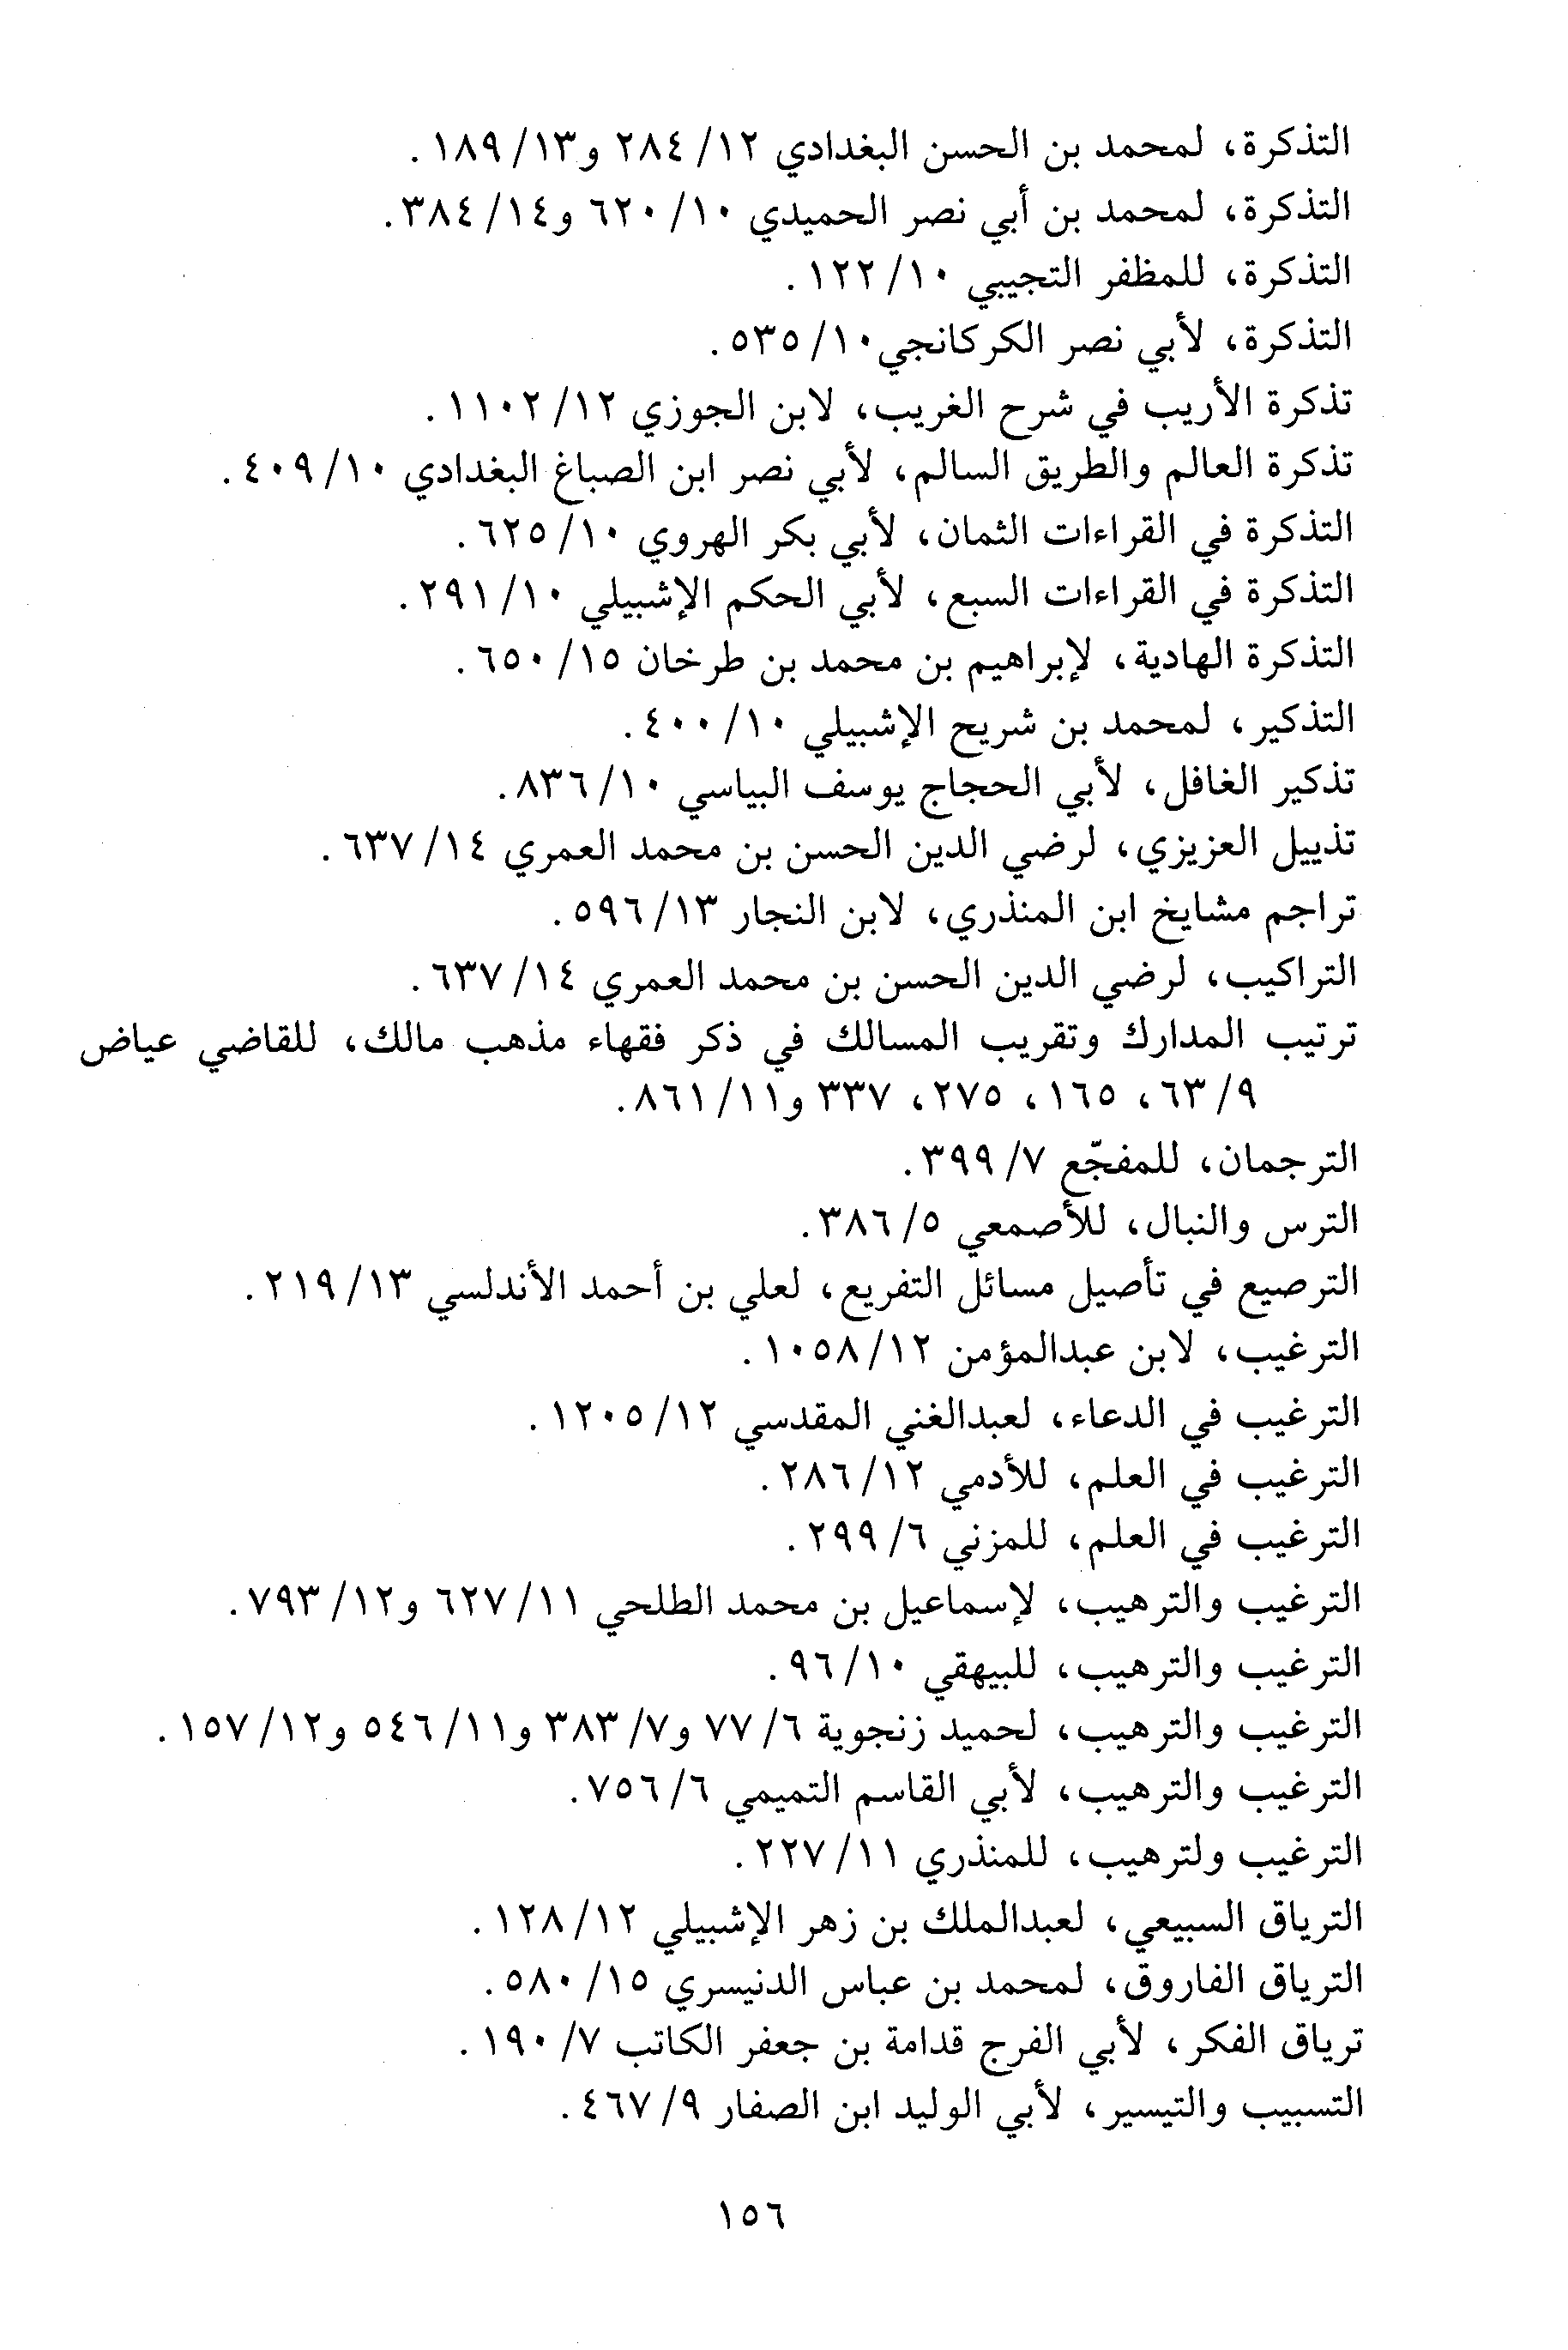 التذكرة، لمحمد بن الحسن البغدادي ١٢/ ٢٨٤ و١٣/ ١٨٩.
التذكرة، لمحمد بن أبي نصر الحميدي ١٠/ ٦٢٠ و١٤/ ٣٨٤.
التذكرة، للمظفر التجيبي ١٠/ ١٢٢.
التذكرة، لأبي نصر الكركانجي١٠/ ٥٣٥.
تذكرة الأريب في شرح الغريب، لابن الجوزي ١٢/ ١١٠٢.
تذكرة العالم والطريق السالم، لأبي نصر ابن الصباغ البغدادي ١٠/ ٤٠٩.
التذكرة في القراءات الثمان، لأبي بكر الهروي ١٠/ ٦٢٥.
التذكرة في القراءات السبع، لأبي الحكم الإشبيلي ١٠/ ٢٩١.
التذكرة الهادية، لإبراهيم بن محمد بن طرخان ١٥/ ٦٥٠.
التذكير، لمحمد بن شريح الإشبيلي ١٠/ ٤٠٠.
تذكير الغافل، لأبي الحجاج يوسف البياسي ١٠/ ٨٣٦.
تذييل العزيزي، لرضي الدين الحسن بن محمد العمري ١٤/ ٦٣٧.
تراجم مشايخ ابن المنذري، لابن النجار ١٣/ ٥٩٦.
التراكيب، لرضي الدين الحسن بن محمد العمري ١٤/ ٦٣٧.
ترتيب المدارك وتقريب المسالك في ذكر فقهاء مذهب مالك، للقاضي عياض
٩/ ٦٣، ١٦٥، ٢٧٥، ٣٣٧ و١١/ ٨٦١.
الترجمان، للمفجّع ٧/ ٣٩٩.
الترس والنبال، للأصمعي ٥/ ٣٨٦.
الترصيع في تأصيل مسائل التفريع، لعلي بن أحمد الأندلسي ١٣/ ٢١٩.
الترغيب، لابن عبدالمؤمن ١٢/ ١٠٥٨.
الترغيب في الدعاء، لعبدالغني المقدسي ١٢/ ١٢٠٥.
الترغيب في العلم، للأدمي ١٢/ ٢٨٦.
الترغيب في العلم، للمزني ٦/ ٢٩٩.
الترغيب والترهيب، لإسماعيل بن محمد الطلحي ١١/ ٦٢٧ و١٢/ ٧٩٣.
الترغيب والترهيب، للبيهقي ١٠/ ٩٦.
الترغيب والترهيب، لحميد زنجوية ٦/ ٧٧ و٧/ ٣٨٣ و١١/ ٥٤٦ و١٢/ ١٥٧.
الترغيب والترهيب، لأبي القاسم التميمي ٦/ ٧٥٦.
الترغيب ولترهيب، للمنذري ١١/ ٢٢٧.
الترياق السبيعي، لعبدالملك بن زهر الإشبيلي ١٢/ ١٢٨.
الترياق الفاروق، لمحمد بن عباس الدنيسري ١٥/ ٥٨٠.
ترياق الفكر، لأبي الفرج قدامة بن جعفر الكاتب ٧/ ١٩٠.
التسبيب والتيسير، لأبي الوليد ابن الصفار ٩/ ٤٦٧.
١٥٦